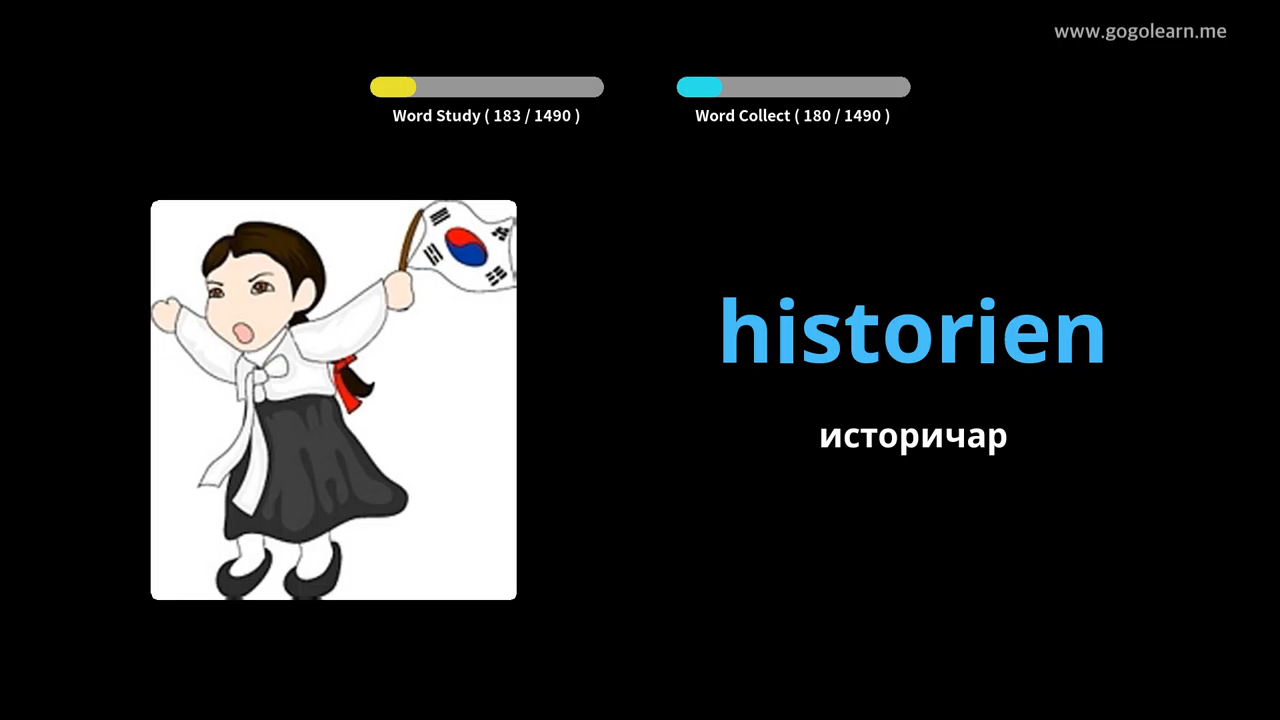 www.gogolearn.me
Word Study ( 183 / 1490 )
Word Collect ( 180 / 1490 )
historien
историчар